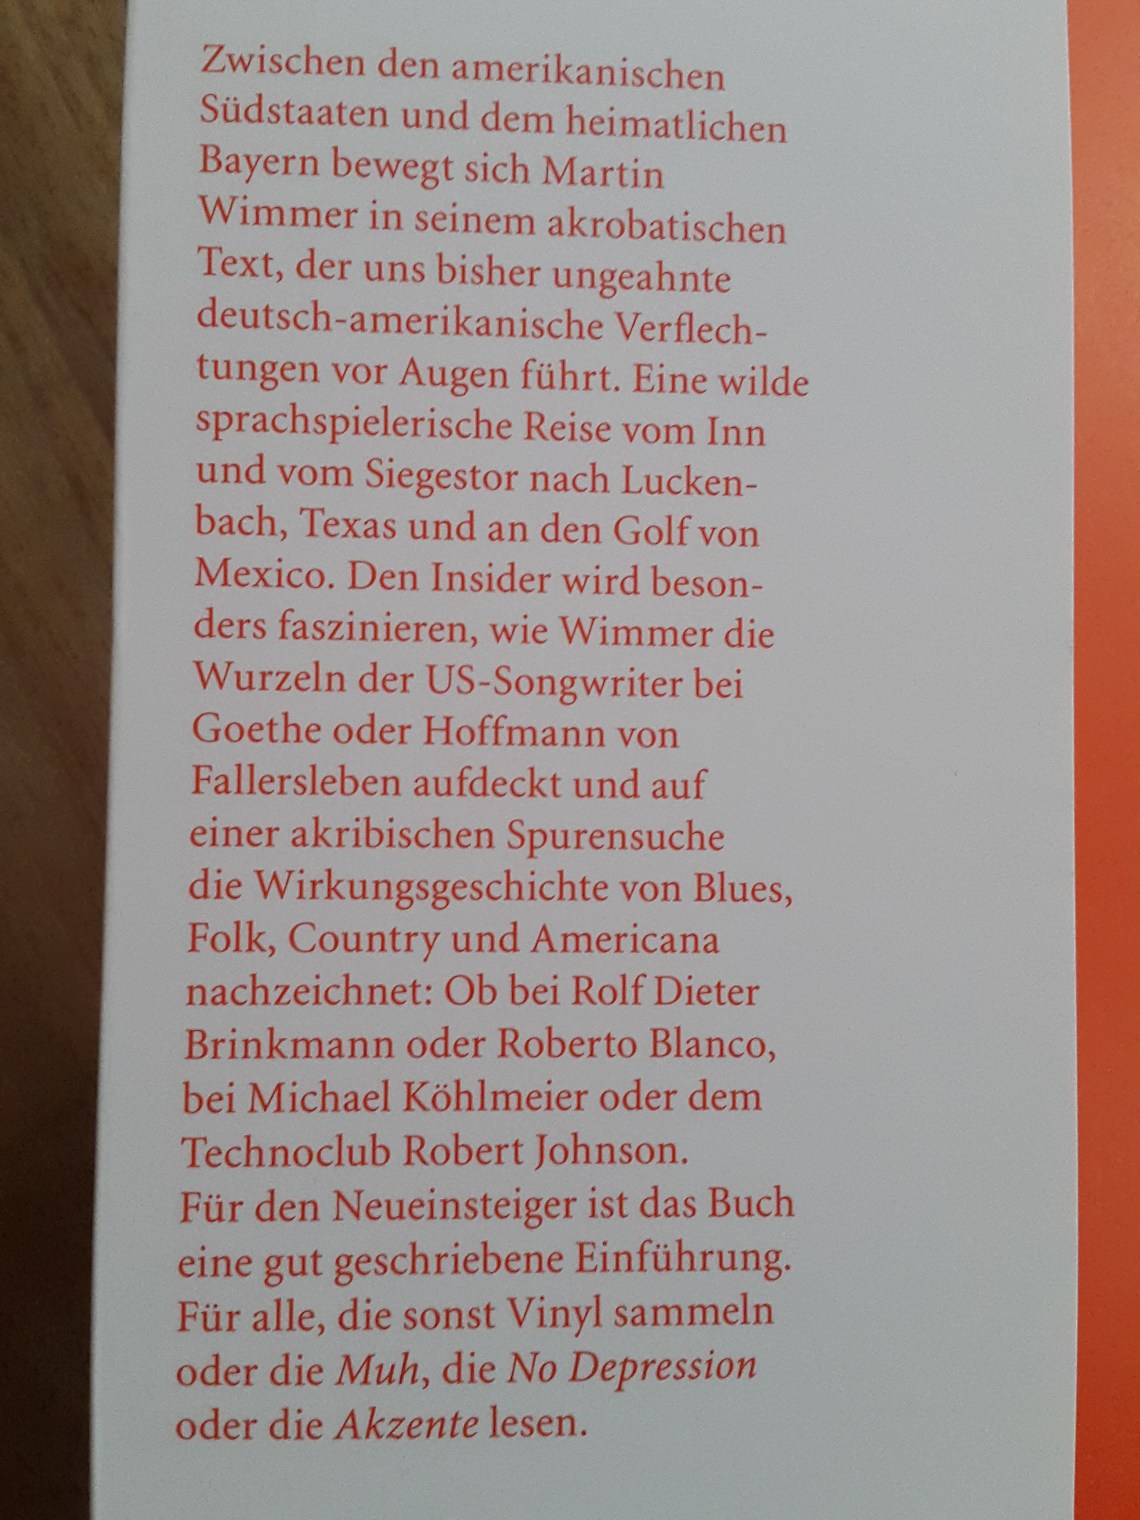 Zwischen den amerikanischen
Südstaaten und dem heimatlichen
Bayern bewegt sich Martin
Wimmer in seinem akrobatischen
Text, der uns bisher ungeahnte
deutsch-amerikanische Verflech-
tungen vor Augen führt. Eine wilde
sprachspielerische Reise vom Inn
und vom Siegestor nach Lucken-
bach, Texas und an den Golf von
Mexico. Den Insider wird beson-
ders faszinieren, wie Wimmer die
Wurzeln der US-Songwriter bei
Goethe oder Hoffmann von
Fallersleben aufdeckt und auf
einer akribischen Spurensuche
die Wirkungsgeschichte von Blues,
Folk, Country und Americana
nachzeichnet: Ob bei Rolf Dieter
Brinkmann oder Roberto Blanco,
bei Michael Köhlmeier oder dem
Technoclub Robert Johnson.
Für den Neueinsteiger ist das Buch
eine gut geschriebene Einführung.
Für alle, die sonst Vinyl sammeln
oder die Muh, die No Depression
oder die Akzente lesen.